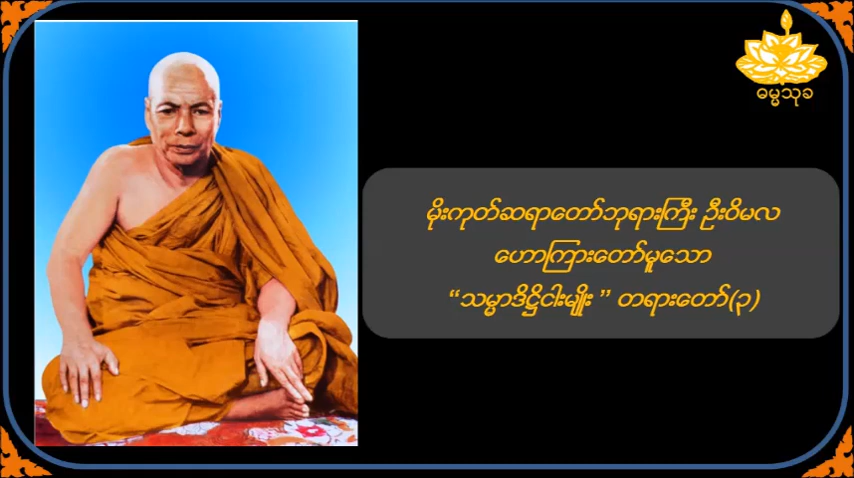 ဓမ္မသုခ
မိုးကုတ်ဆရာတော်ဘုရားကြီး ဦးဝိမလ
ဟောကြားတော်မူသော
“သမ္မာဒိဋ္ဌိငါးမျိုး ” တရားတော်(၃)